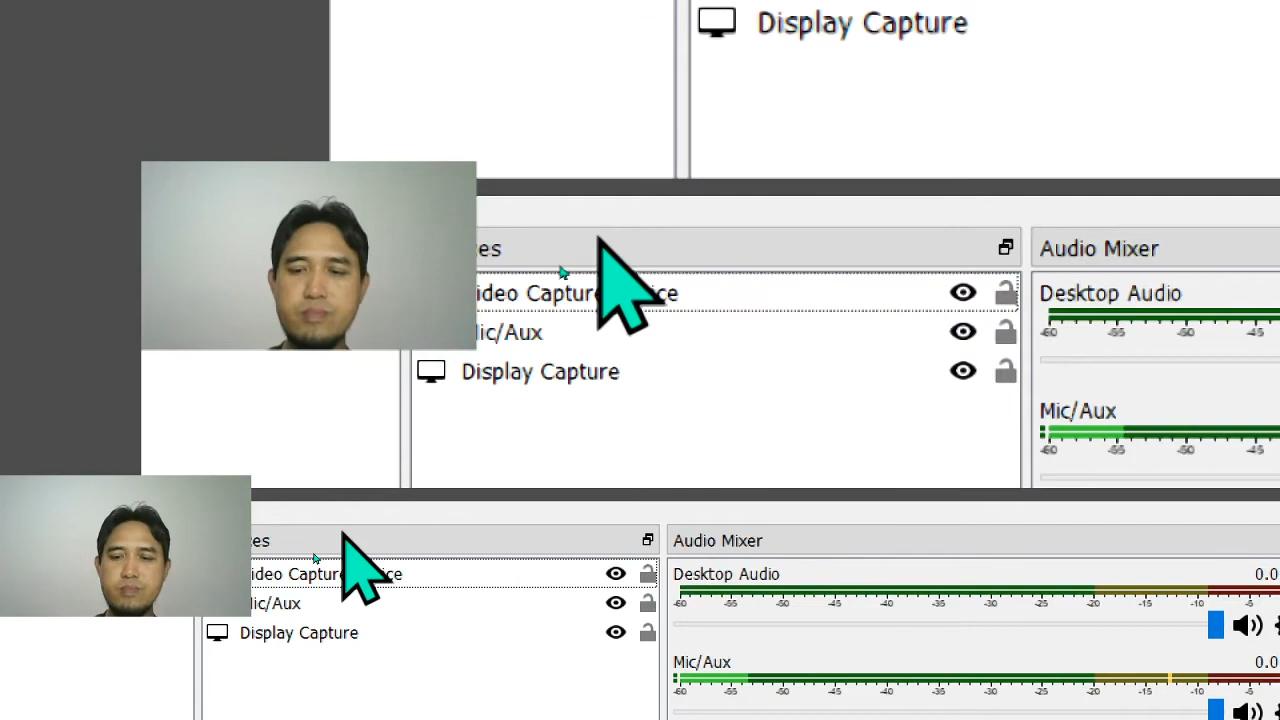 Display Capture
es
Audio Mixer
ideo Capture ice
Desktop Audio
-60 -55 -50 -45
ic/Aux
Display Capture
Mic/Aux
-60 -55 -50 -45
es
Audio Mixer
ideo Capture ice
Desktop Audio 0.0
-60 -55 -50 -45 -40 -35 -30 -25 -20 -15 -10 -5
ic/Aux
Display Capture
Mic/Aux 0.0
-60 -55 -50 -45 -40 -35 -30 -25 -20 -15 -10 -5